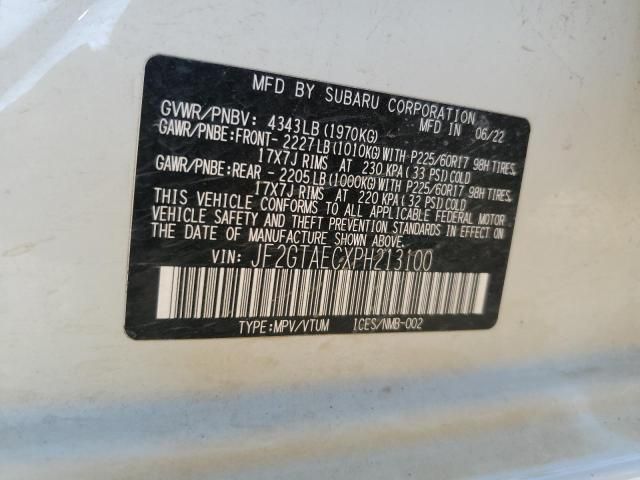 MFD BY SUBARU CORPORATION
GVWR/PNBV: 4343LB(1970KG) MFD IN 06/22
GAWR/PNBE:FRONT- 2227LB(1010KG)WITH P225/60R17 98H TIRES,
17X7J RIMS AT 230 KPA(33 PSI)COLD
GAWR/PNBE:REAR - 2205LB(1000KG)WITH P225/60R17 98H TIRES,
17X7J RIMS AT 220 KPA(32 PSI)COLD
THIS VEHICLE CONFORMS TO ALL APPLICABLE FEDERAL MOTOR
VEHICLE SAFETY AND THEFT PREVENTION STANDARDS IN EFFECT ON
THE DATE OF MANUFACTURE SHOWN ABOVE.
VIN: JF2GTAECXPH213100
TYPE:MPV/VTUM ICES/NMB-002